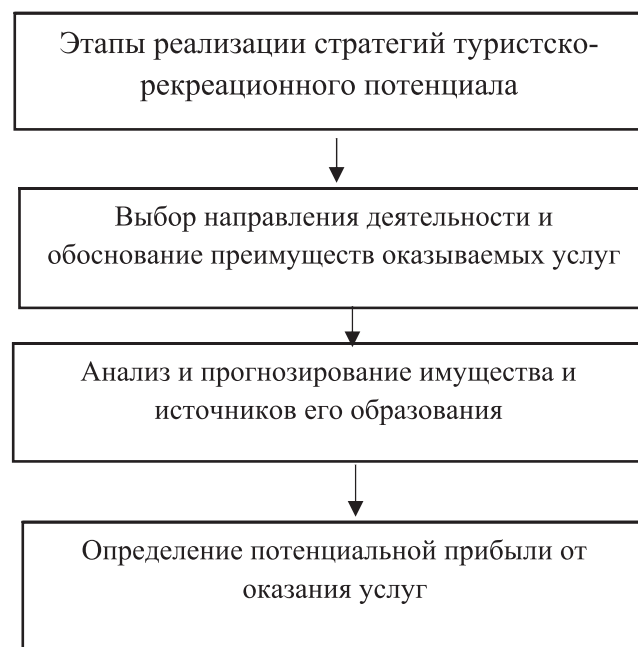 Этапы реализации стратегий туристско-
рекреационного потенциала
Выбор направления деятельности и
обоснование преимуществ оказываемых услуг
Анализ и прогнозирование имущества и
источников его образования
Определение потенциальной прибыли от
оказания услуг